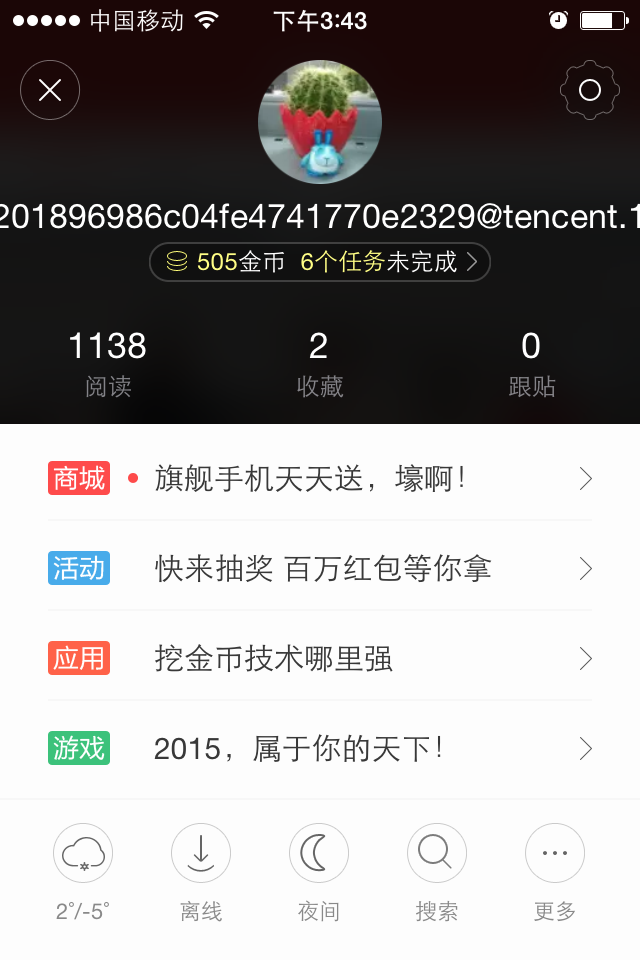 中国移动 下午3:43
201896986c04fe4741770e2329@tencent.1
505金币 6个任务未完成
1138 2 0
阅读 收藏 跟贴
商城 旗舰手机天天送，壕啊！
活动 快来抽奖 百万红包等你拿
应用 挖金币技术哪里强
游戏 2015，属于你的天下！
2°/-5° 离线 夜间 搜索 更多